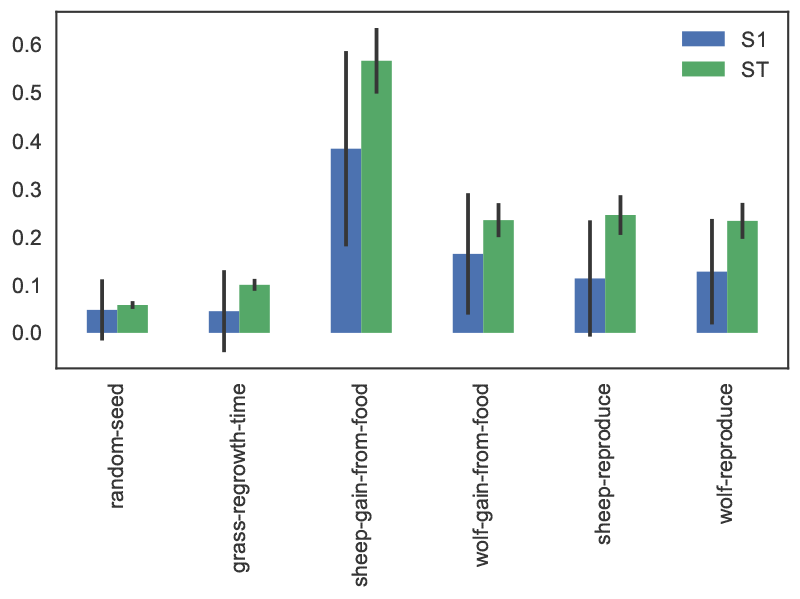 0.6
0.5
0.4
0.3
0.2
0.1
0.0
S1
ST
random-seed
grass-regrowth-time
sheep-gain-from-food
wolf-gain-from-food
sheep-reproduce
wolf-reproduce